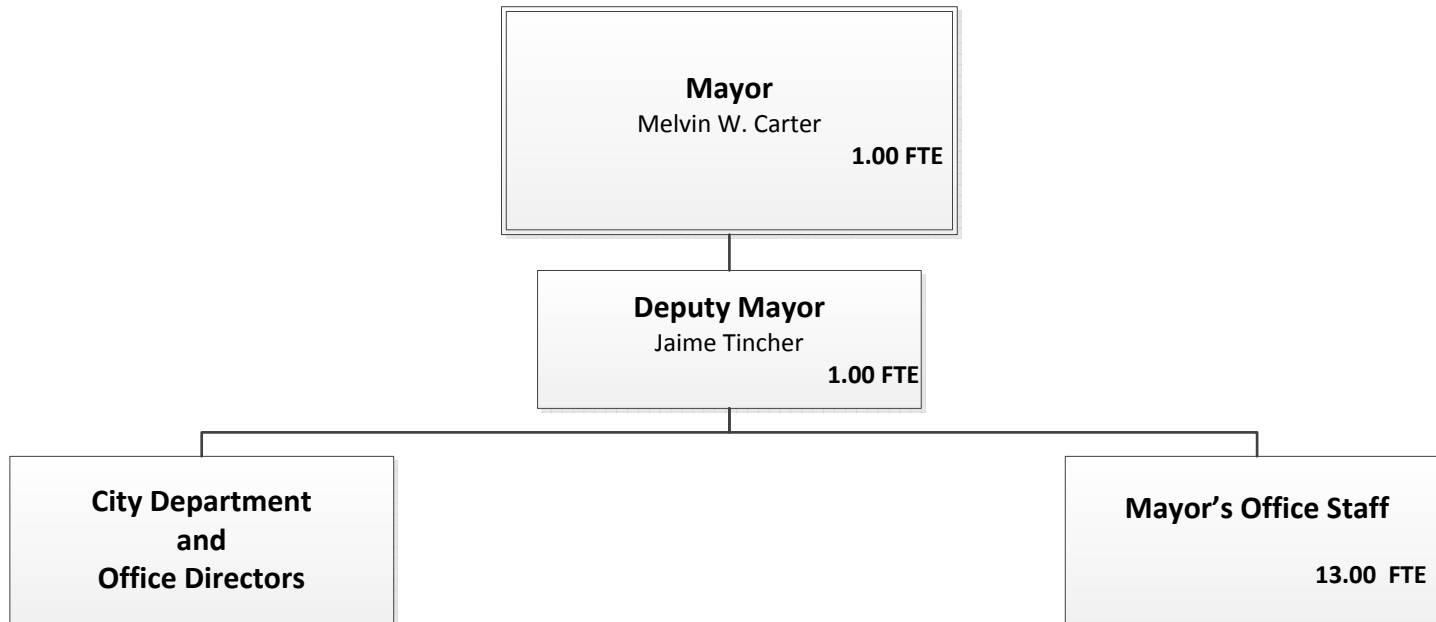 Mayor
Melvin W. Carter
1.00 FTE
Deputy Mayor
Jaime Tincher
1.00 FTE
City Department
and
Office Directors
Mayor’s Office Staff
13.00 FTE